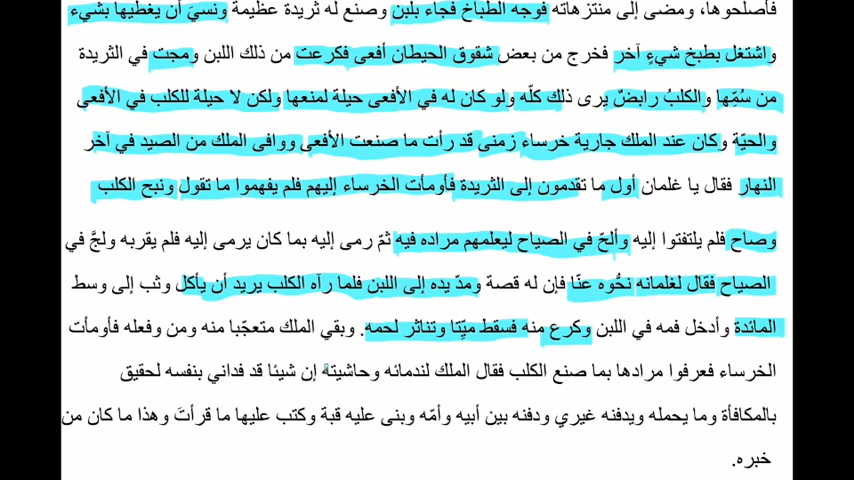 فأصلحوها، ومضى إلى منتزهاته فوجه الطباخ فجاء بلبن وصنع له ثريدة عظيمة ونسيَ أن يغطيها بشيء
واشتغل بطبخ شيءٍ آخر فخرج من بعض شقوق الحيطان أفعى فكرعت من ذلك اللبن ومجت في الثريدة
من سُمِّها والكلبُ رابضٌ يرى ذلك كلّه ولو كان له في الأفعى حيلة لمنعها ولكن لا حيلة للكلب في الأفعى
والحيّة وكان عند الملك جارية خرساء زمنى قد رأت ما صنعت الأفعى ووافى الملك من الصيد في آخر
النهار فقال يا غلمان أول ما تقدمون إلى الثريدة فأومأت الخرساء إليهم فلم يفهموا ما تقول ونبح الكلب
وصاح فلم يلتفتوا إليه وألحّ في الصياح ليعلمهم مراده فيه ثمّ رمى إليه بما كان يرمى إليه فلم يقربه ولجَّ في
الصياح فقال لغلمانه نحُّوه عنّا فإن له قصة ومدّ يده إلى اللبن فلما رآه الكلب يريد أن يأكل وثب إلى وسط
المائدة وأدخل فمه في اللبن وكرع منه فسقط ميِّتا وتناثر لحمه. وبقي الملك متعجّبا منه ومن وفعله فأومأت
الخرساء فعرفوا مرادها بما صنع الكلب فقال الملك لندمائه وحاشيته إن شيئا قد فداني بنفسه لحقيق
بالمكافأة وما يحمله ويدفنه غيري ودفنه بين أبيه وأمّه وبنى عليه قبة وكتب عليها ما قرأتَ وهذا ما كان من
خبره.